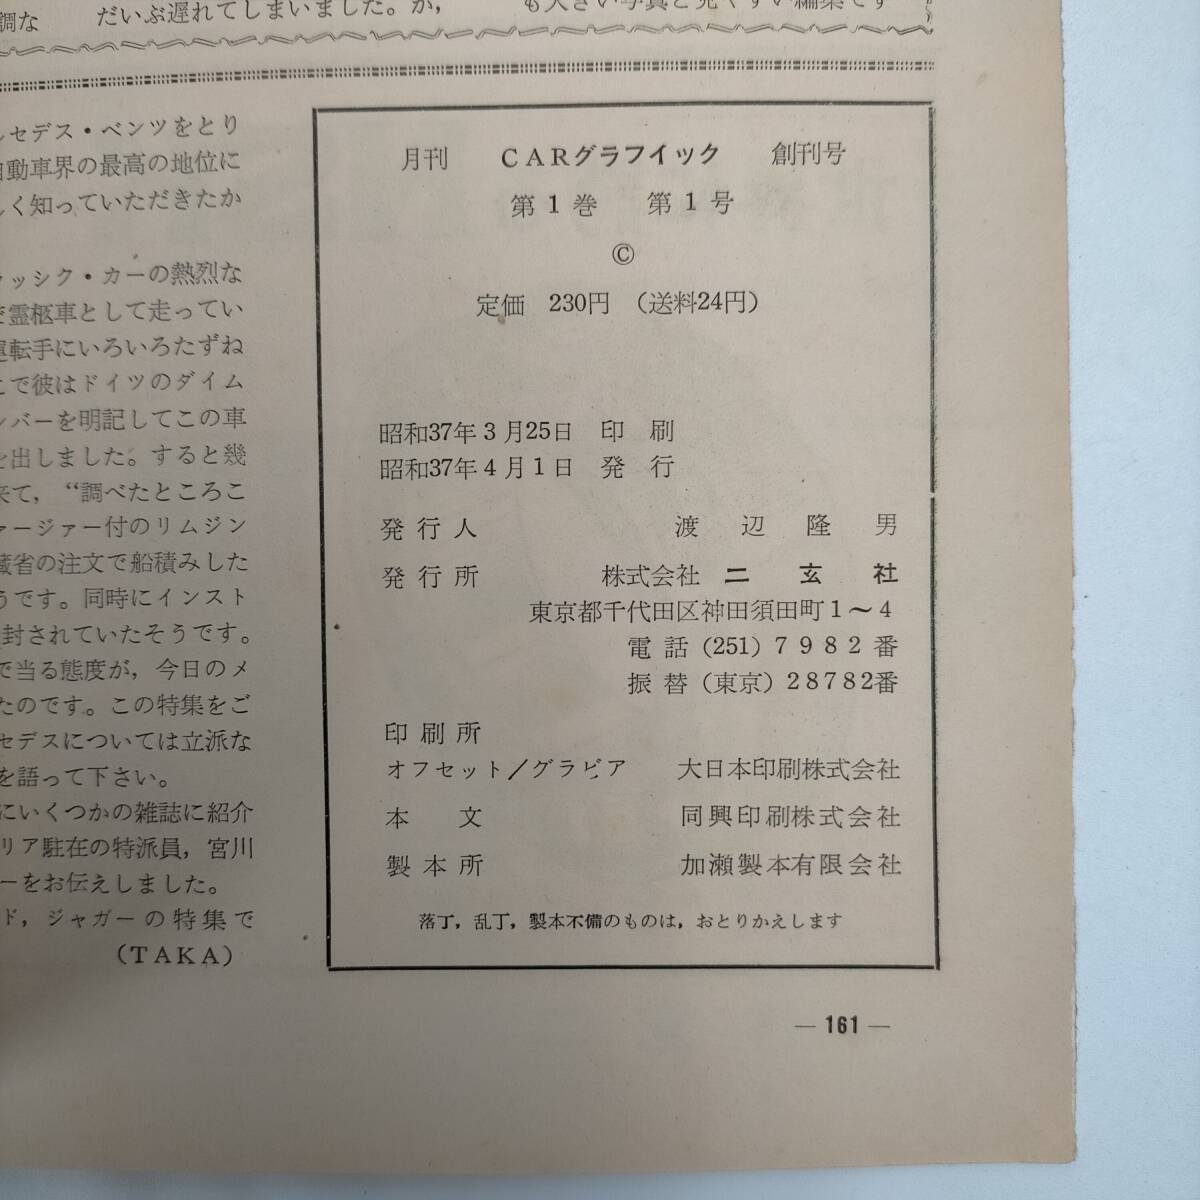 調な
だいぶ遅れてしまいました。が,
も大きい写真と見やすい編集です
セデス・ベンツをとり
動車界の最高の地位に
く知っていただきたか
ッシク・カーの熱烈な
霊柩車として走ってい
運転手にいろいろたずね
で彼はドイツのダイム
ンバーを明記してこの車
を出しました。すると幾
来て, “調べたところこ
ァージァー付のリムジン
蔵省の注文で船積みした
うです。同時にインスト
封されていたそうです。
で当る態度が, 今日のメ
たのです。この特集をご
セデスについては立派な
を語って下さい。
にいくつかの雑誌に紹介
リア駐在の特派員, 宮川
ーをお伝えしました。
ド, ジャガーの特集で
(TAKA)
月刊 CARグラフイック 創刊号
第1巻 第1号
©
定価 230円 (送料24円)
昭和37年3月25日 印刷
昭和37年4月1日 発行
発行人 渡辺隆男
発行所 株式会社 二玄社
東京都千代田区神田須田町1〜4
電話(251)7982番
振替(東京)28782番
印刷所
オフセット/グラビア 大日本印刷株式会社
本文 同興印刷株式会社
製本所 加瀬製本有限会社
落丁, 乱丁, 製本不備のものは, おとりかえします
— 161 —